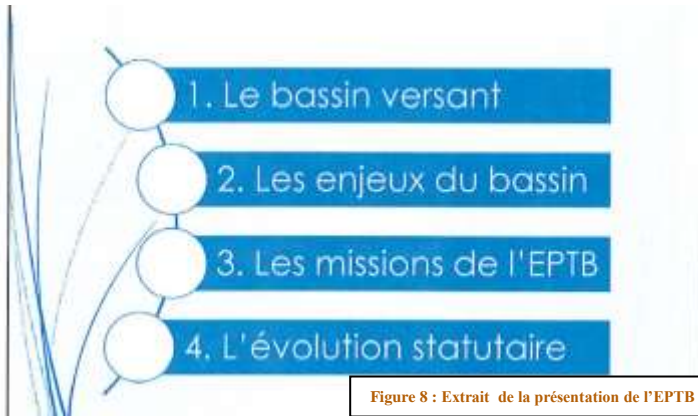 1. Le bassin versant
2. Les enjeux du bassin
3. Les missions de l'EPTB
4. L'évolution statutaire
Figure 8 : Extrait de la présentation de l'EPTB